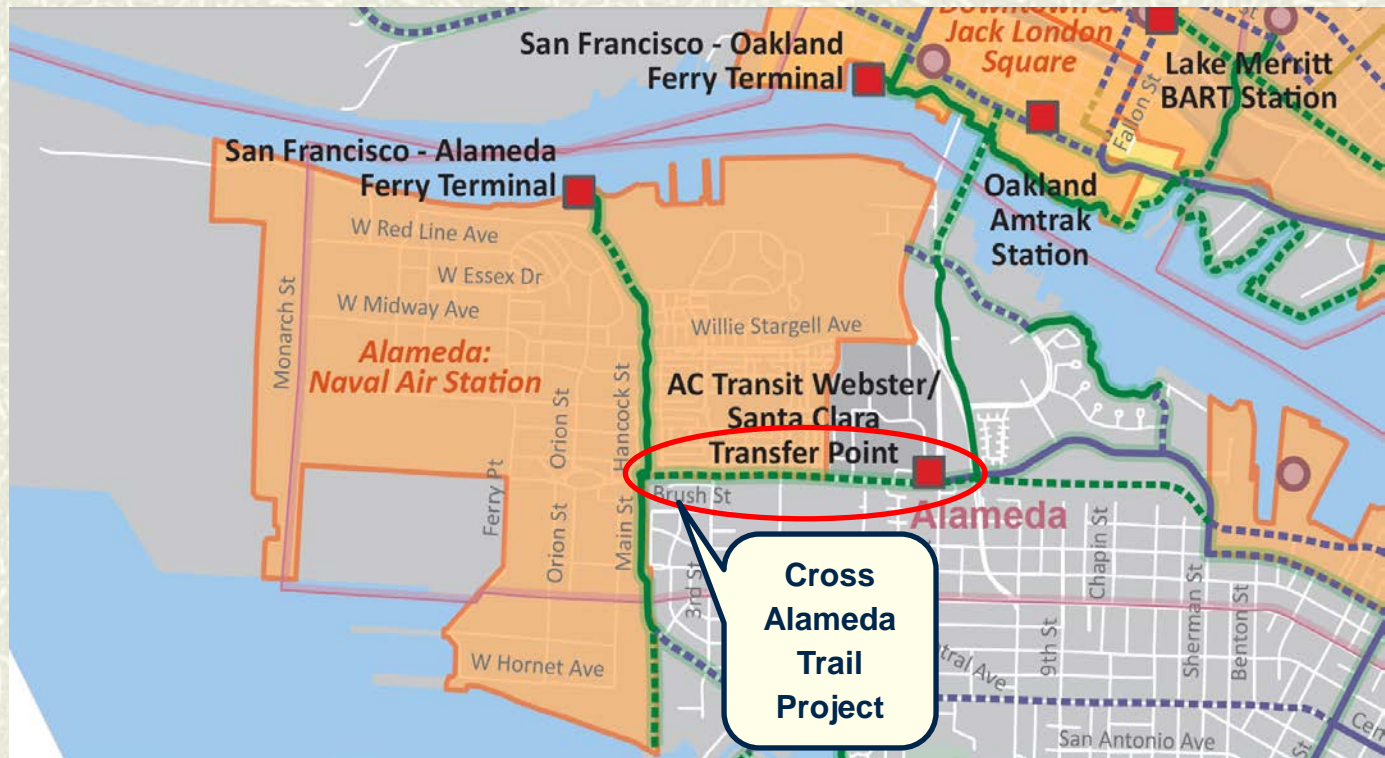 Downtown &
Jack London
Square
San Francisco - Oakland
Ferry Terminal
Lake Merritt
BART Station
Fallon St
San Francisco - Alameda
Ferry Terminal
Oakland
Amtrak
Station
W Red Line Ave
W Essex Dr
W Midway Ave
Monarch St
Willie Stargell Ave
Alameda:
Naval Air Station
Hancock St
Orion St
AC Transit Webster/
Santa Clara
Transfer Point
Ferry Pt
Orion St
Main St
Brush St
Alameda
3rd St
Chapin St
Cross
Alameda
Trail
Project
9th St
Sherman St
Benton St
W Hornet Ave
ntral Ave
San Antonio Ave
St